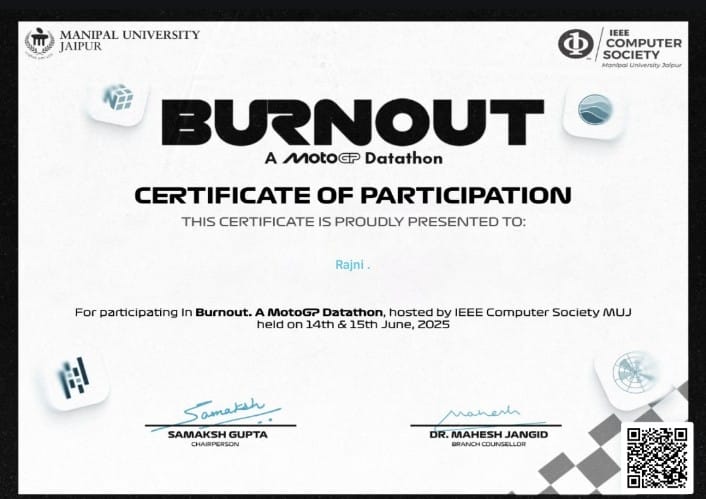 MANIPAL UNIVERSITY
JAIPUR
IEEE
COMPUTER
SOCIETY
Manipal University Jaipur
BURNOUT
A MotoGP Datathon
CERTIFICATE OF PARTICIPATION
THIS CERTIFICATE IS PROUDLY PRESENTED TO:
Rajni .
For participating in Burnout. A MotoGP Datathon, hosted by IEEE Computer Society MUJ
held on 14th & 15th June, 2025
Samaksh
Mahesh
SAMAKSH GUPTA
CHAIRPERSON
DR. MAHESH JANGID
BRANCH COUNSELLOR